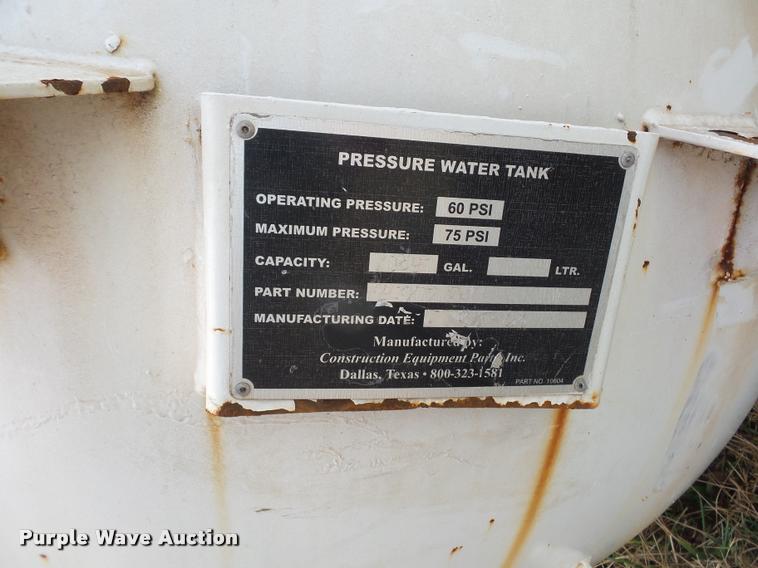 PRESSURE WATER TANK
OPERATING PRESSURE: 60 PSI
MAXIMUM PRESSURE: 75 PSI
CAPACITY: GAL. LTR.
PART NUMBER:
MANUFACTURING DATE:
Manufactured by:
Construction Equipment Parts, Inc.
Dallas, Texas • 800-323-1581
PART NO. 10604
Purple Wave Auction